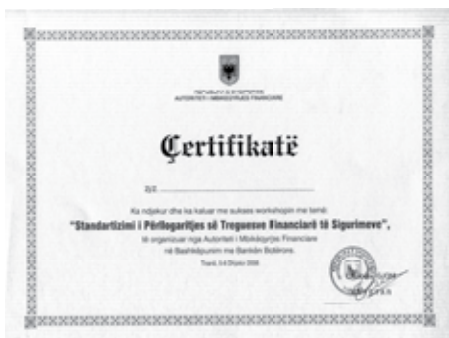 AUTORITETI I MBIKËQYRJES FINANCIARE
Çertifikatë
Ka ndjekur dhe ka kaluar me sukses workshopin me temë:
"Standartizimi i Përllogaritjes së Treguesve Financiarë të Sigurimeve",
të organizuar nga Autoriteti i Mbikëqyrjes Financiare
në Bashkëpunim me Bankën Botërore.